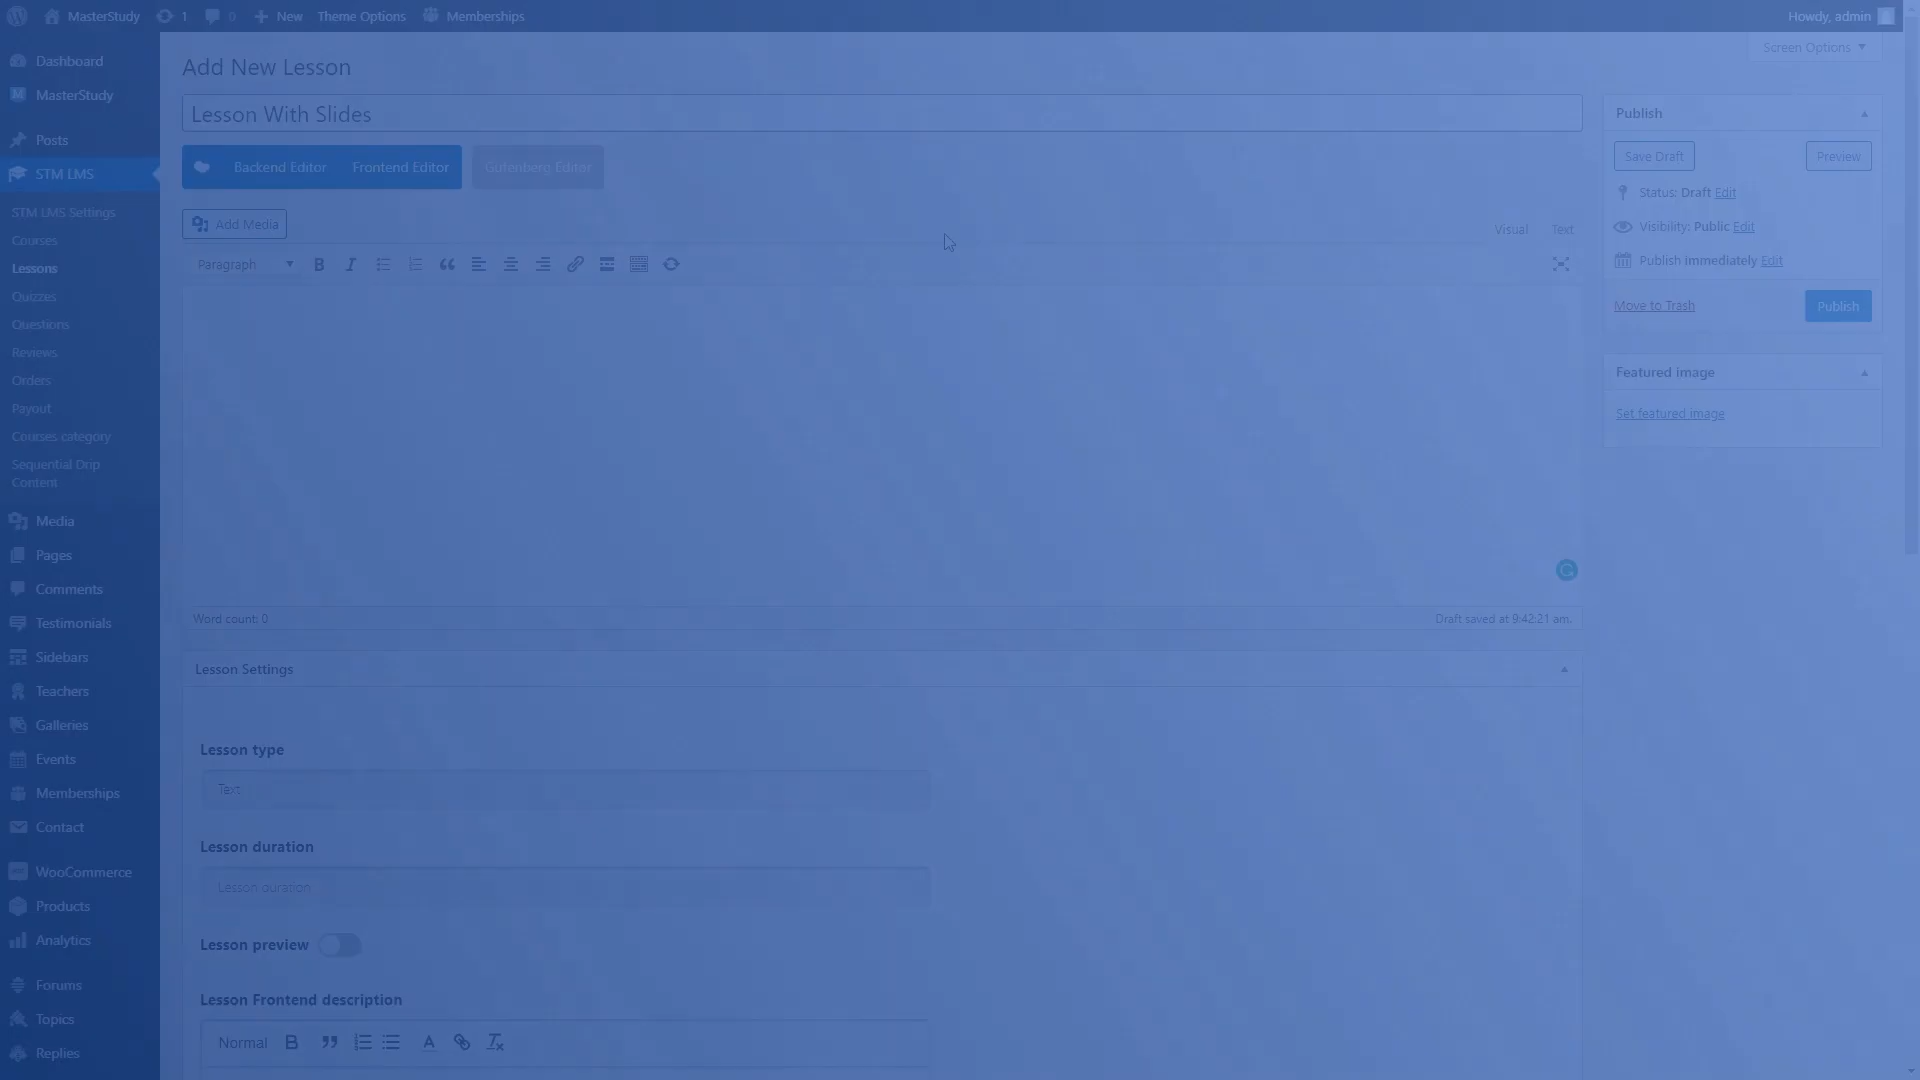 MasterStudy 1 0 New Theme Options Memberships Howdy, admin
Screen Options
Dashboard
MasterStudy
Posts
STM LMS
STM LMS Settings
Courses
Lessons
Quizzes
Questions
Reviews
Orders
Payout
Courses category
Sequential Drip
Content
Media
Pages
Comments
Testimonials
Sidebars
Teachers
Galleries
Events
Memberships
Contact
WooCommerce
Products
Analytics
Forums
Topics
Replies
Add New Lesson
Lesson With Slides
Backend Editor Frontend Editor Gutenberg Editor
Add Media
Visual Text
Paragraph
Word count: 0
Draft saved at 9:42:21 am.
Lesson Settings
Lesson type
Text
Lesson duration
Lesson duration
Lesson preview
Lesson Frontend description
Normal
Publish
Save Draft Preview
Status: Draft Edit
Visibility: Public Edit
Publish immediately Edit
Move to Trash Publish
Featured image
Set featured image